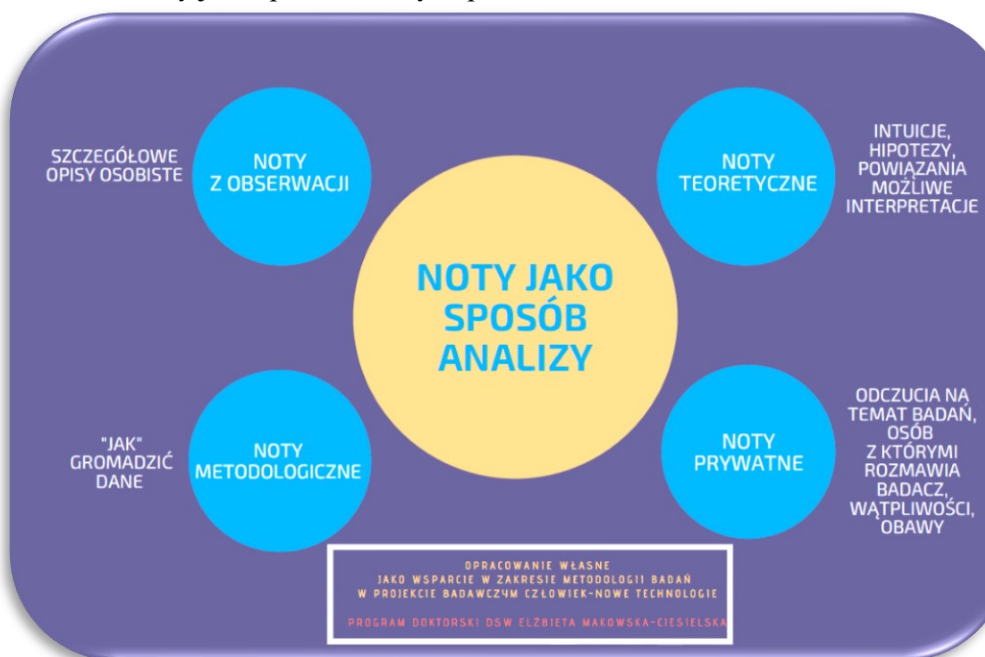 NOTY JAKO
SPOSÓB
ANALIZY
SZCZEGÓŁOWE
OPISY OSOBISTE
NOTY
Z OBSERWACJI
NOTY
TEORETYCZNE
INTUICJE,
HIPOTEZY,
POWIĄZANIA
MOŻLIWE
INTERPRETACJE
"JAK"
GROMADZIĆ
DANE
NOTY
METODOLOGICZNE
NOTY
PRYWATNE
ODCZUCIA NA
TEMAT BADAŃ,
OSÓB
Z KTÓRYMI
ROZMAWIA
BADACZ,
WĄTPLIWOŚCI,
OBAWY
OPRACOWANIE WŁASNE
JAKO WSPARCIE W ZAKRESIE METODOLOGII BADAŃ
W PROJEKCIE BADAWCZYM CZŁOWIEK-NOWE TECHNOLOGIE
PROGRAM DOKTORSKI DSW ELZBIETA MAKOWSKA-CIESIELSKA